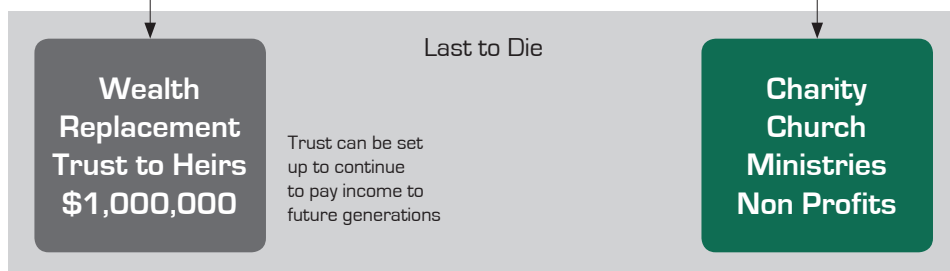 Last to Die
Wealth
Replacement
Trust to Heirs
$1,000,000
Trust can be set
up to continue
to pay income to
future generations
Charity
Church
Ministries
Non Profits